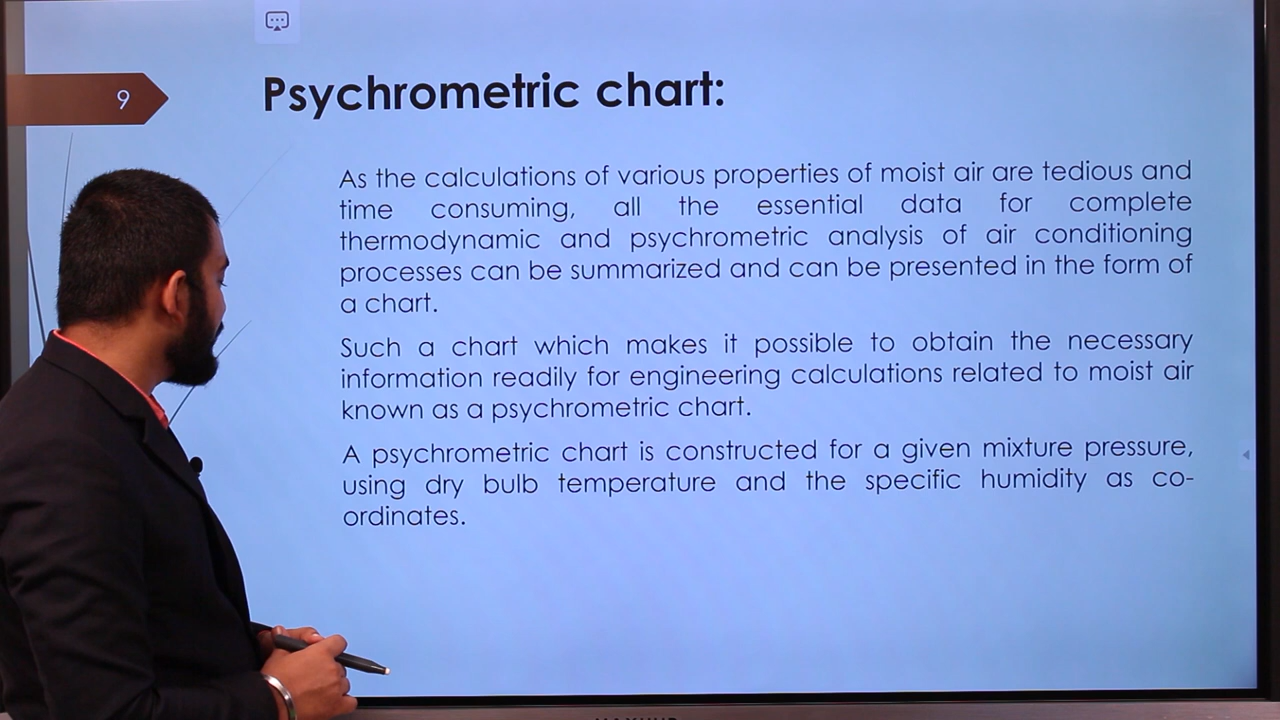 9
Psychrometric chart:
As the calculations of various properties of moist air are tedious and
time consuming, all the essential data for complete
thermodynamic and psychrometric analysis of air conditioning
processes can be summarized and can be presented in the form of
a chart.
Such a chart which makes it possible to obtain the necessary
information readily for engineering calculations related to moist air
known as a psychrometric chart.
A psychrometric chart is constructed for a given mixture pressure,
using dry bulb temperature and the specific humidity as co-
ordinates.